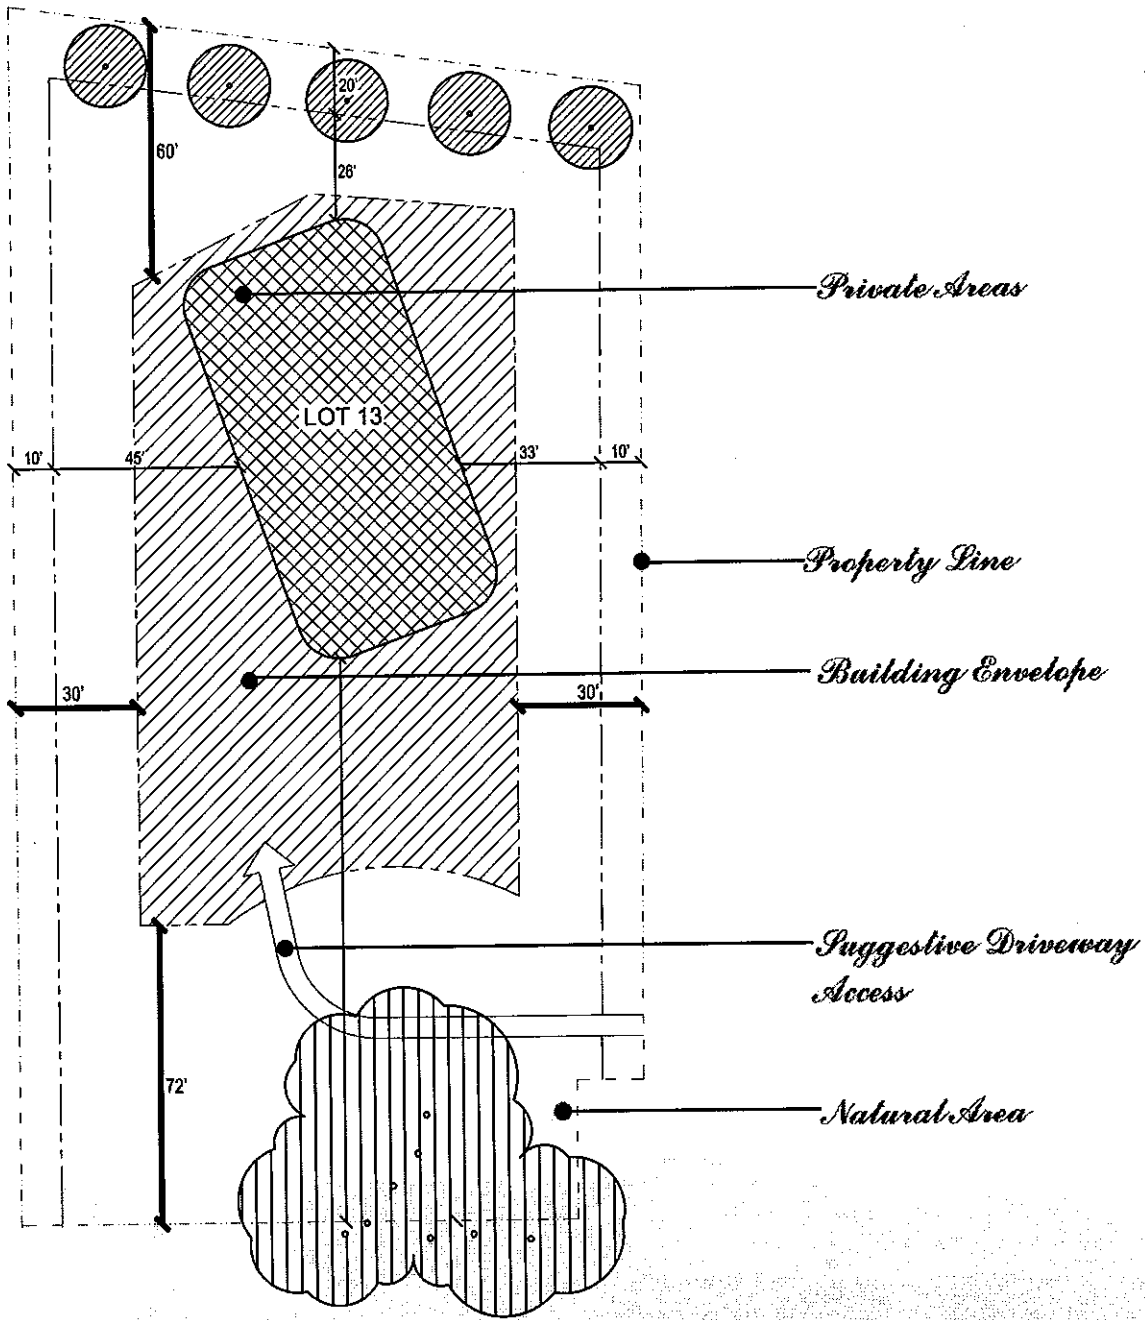 20'
60'
26'
Private Areas
LOT 13
10'
45'
33'
10'
Property Line
Building Envelope
30'
30'
Suggestive Driveway
Access
72'
Natural Area